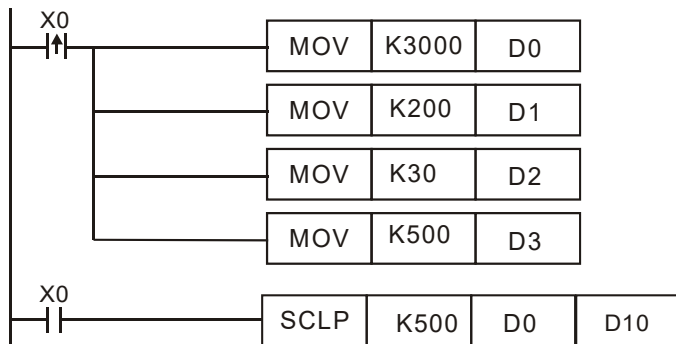 X0
MOV K3000 D0
MOV K200 D1
MOV K30 D2
MOV K500 D3
X0
SCLP K500 D0 D10